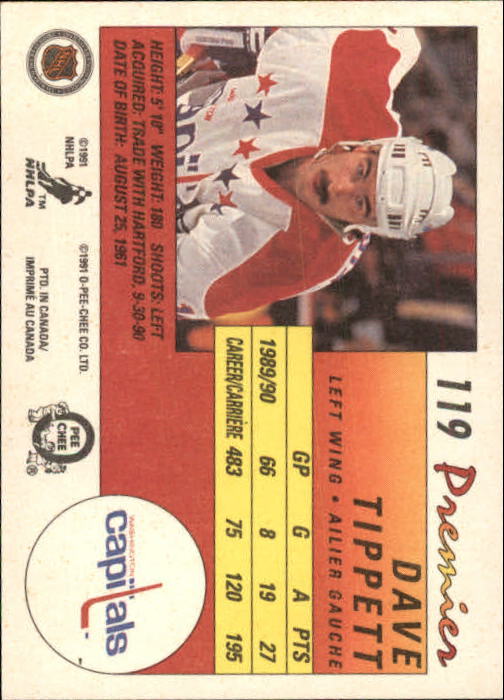 119 Premier
DAVE
TIPPETT
LEFT WING • AILIER GAUCHE
GP G A PTS
1989/90 66 8 19 27
CAREER/CARRIÈRE 483 75 120 195
HEIGHT: 5' 10" WEIGHT: 180 SHOOTS: LEFT
ACQUIRED: TRADE WITH HARTFORD, 9-30-90
DATE OF BIRTH: AUGUST 25, 1961
NHL
©1991
NHLPA
™
NHLPA
©1991 O-PEE-CHEE CO. LTD.
PTD. IN CANADA/
IMPRIMÉ AU CANADA
O
PEE
CHEE
®
WASHINGTON
capitals